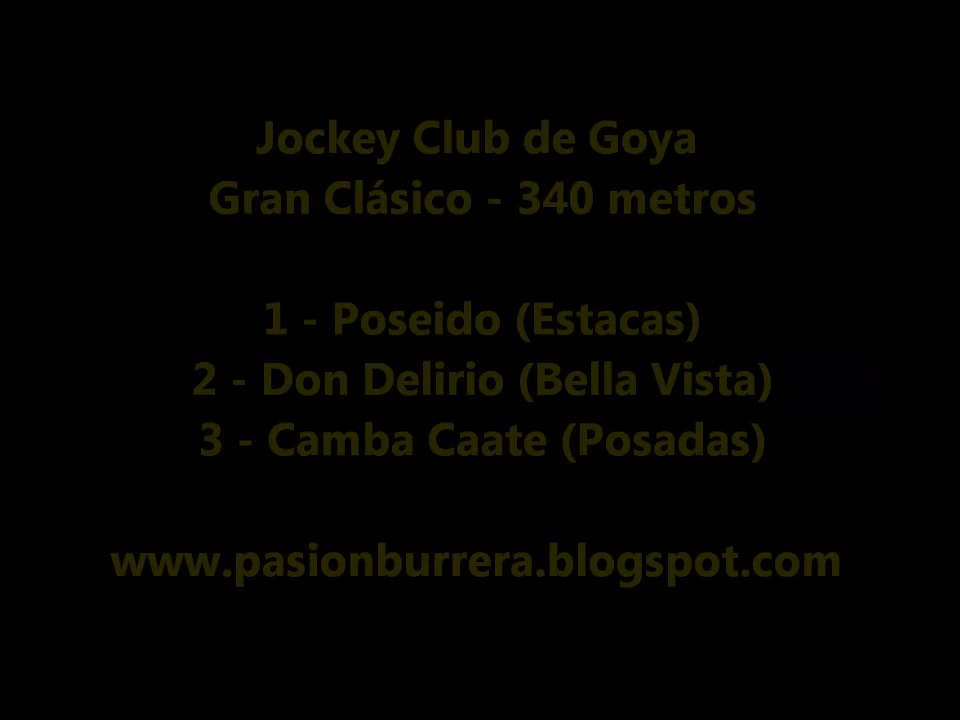 Jockey Club de Goya
Gran Clásico - 340 metros
1 - Poseido (Estacas)
2 - Don Delirio (Bella Vista)
3 - Camba Caate (Posadas)
www.pasionburrera.blogspot.com